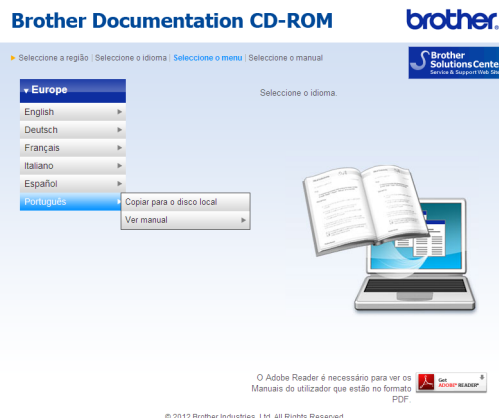 Brother Documentation CD-ROM
brother.
Seleccione a região | Seleccione o idioma | Seleccione o menu | Seleccione o manual
Brother
Solutions Cente
Service & Support Web Site
Europe
Seleccione o idioma.
English
Deutsch
Français
Italiano
Español
Português
Copiar para o disco local
Ver manual
O Adobe Reader é necessário para ver os
Manuais do utilizador que estão no formato
PDF.
Get
ADOBE® READER®
© 2012 Brother Industries, Ltd. All Rights Reserved.